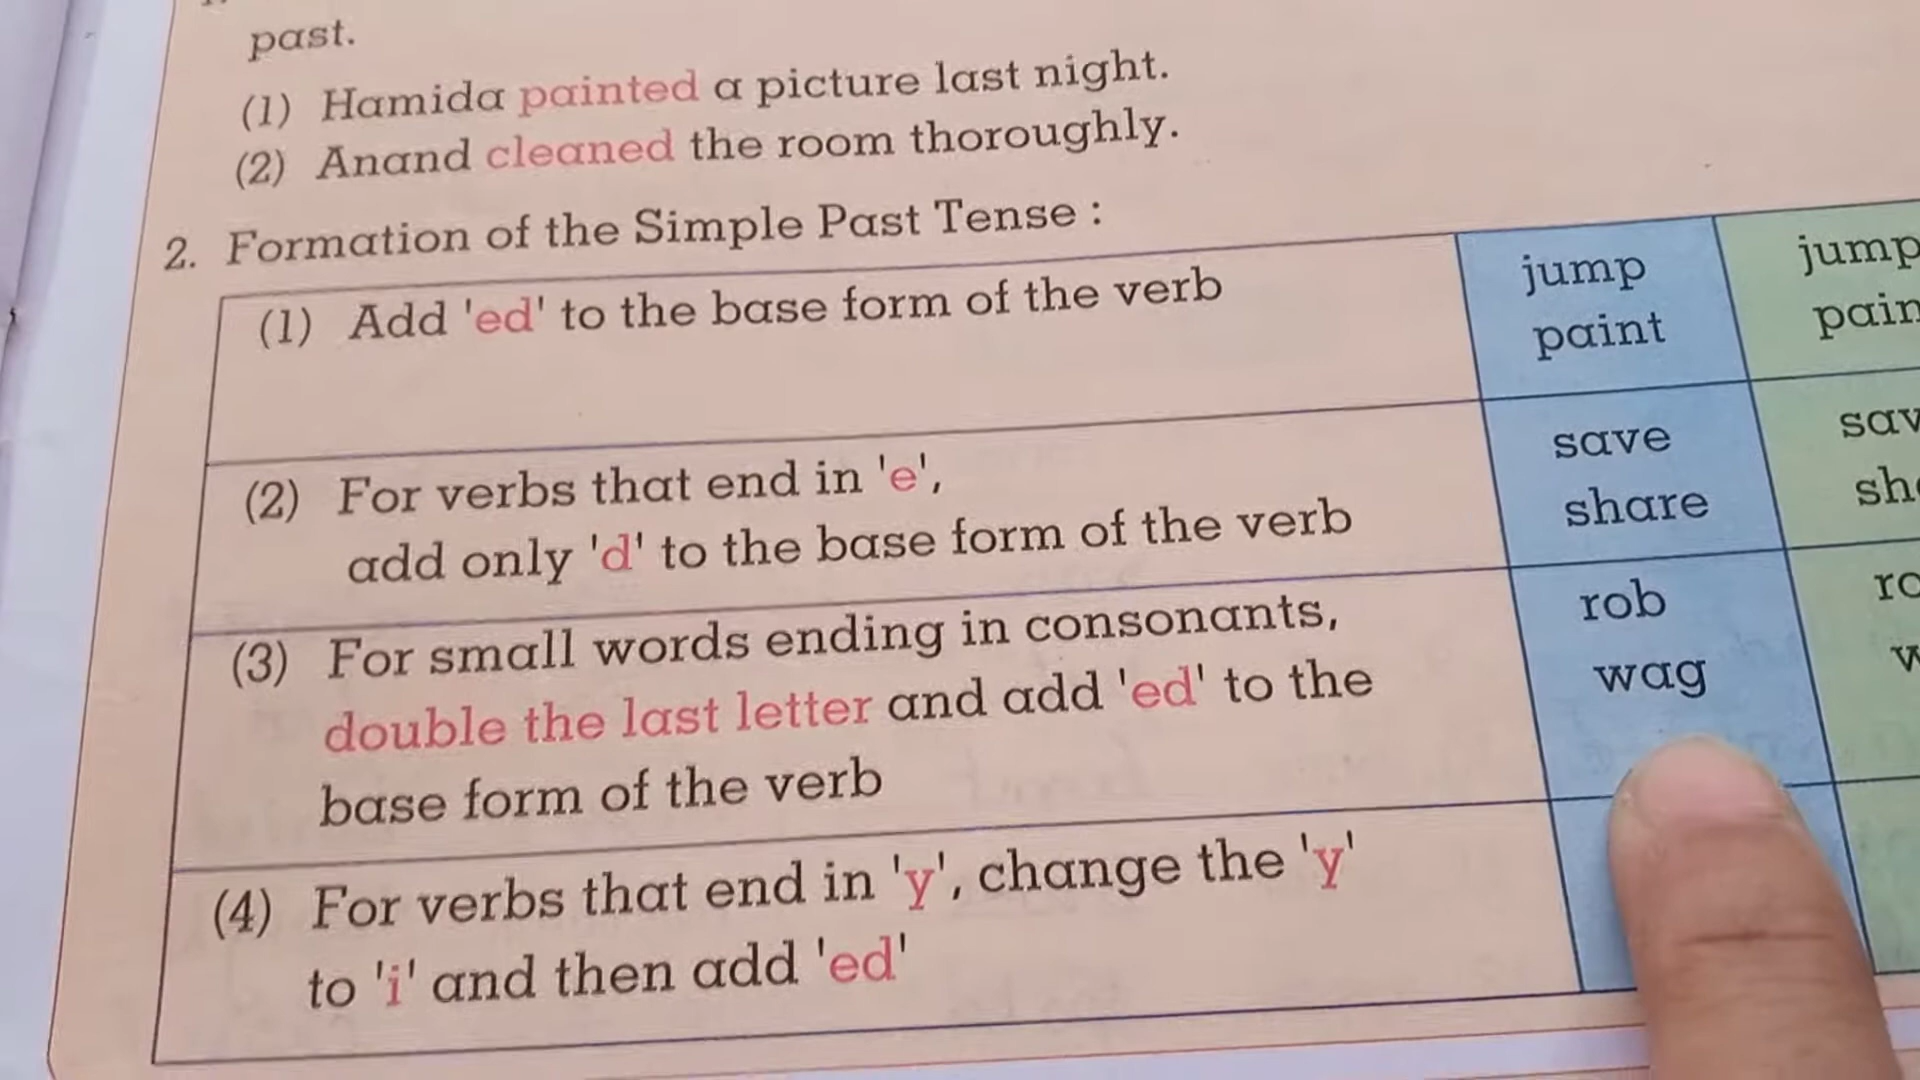 past.
(1) Hamida painted a picture last night.
(2) Anand cleaned the room thoroughly.
2. Formation of the Simple Past Tense :
(1) Add 'ed' to the base form of the verb
jump
jump
paint
(2) For verbs that end in 'e',
add only 'd' to the base form of the verb
save
share
(3) For small words ending in consonants,
double the last letter and add 'ed' to the
base form of the verb
rob
wag
(4) For verbs that end in 'y', change the 'y'
to 'i' and then add 'ed'